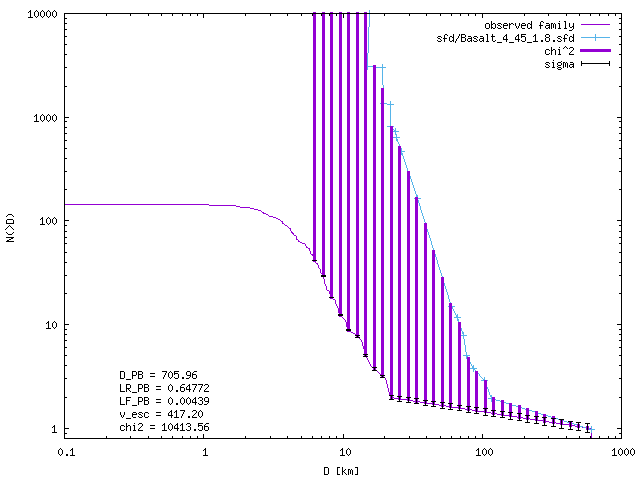 10000
1000
100
10
1
N(>D)
observed family
sfd/Basalt_4_45_1.8.sfd
chi^2
sigma
D_PB = 705.96
LR_PB = 0.64772
LF_PB = 0.00439
v_esc = 417.20
chi2 = 10413.56
0.1 1 10 100 1000
D [km]